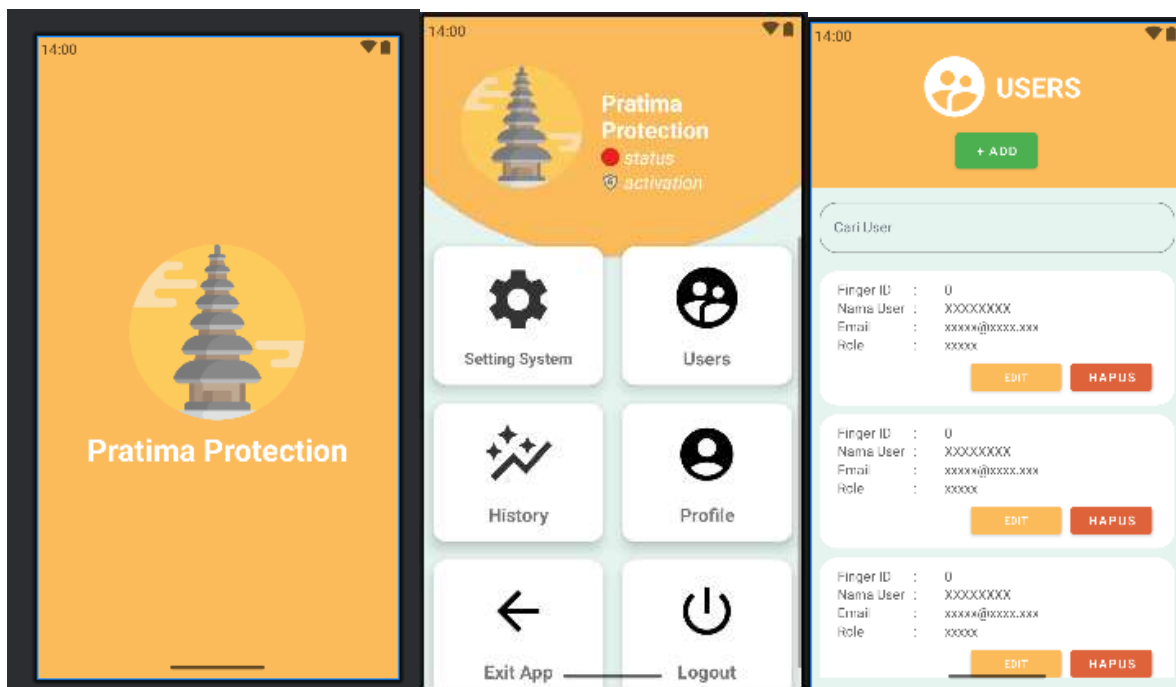 14:00
Pratima Protection
14:00
Pratima
Protection
status
activation
Setting System
Users
History
Profile
Exit App
Logout
14:00
USERS
+ ADD
Cari User
Finger ID : 0
Nama User : XXXXXXXX
Email : xxxxx@xxxx.xxx
Role : xxxxx
EDIT
HAPUS
Finger ID : 0
Nama User : XXXXXXXX
Email : xxxxx@xxxx.xxx
Role : xxxxx
EDIT
HAPUS
Finger ID : 0
Nama User : XXXXXXXX
Email : xxxxx@xxxx.xxx
Role : xxxxx
EDIT
HAPUS